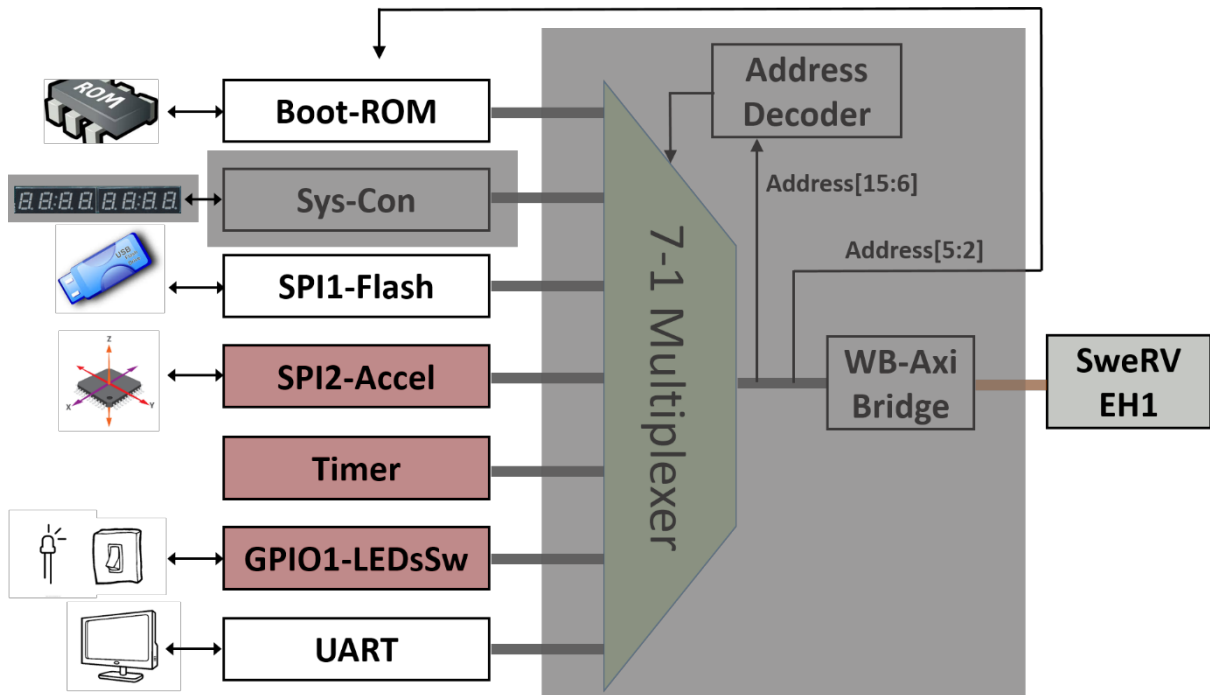 ROM
Boot-ROM
Address
Decoder
Address[15:6]
Sys-Con
Address[5:2]
USB
SPI1-Flash
7-1 Multiplexer
WB-Axi
Bridge
SweRV
EH1
Z
X
Y
SPI2-Accel
Timer
GPIO1-LEDsSw
UART